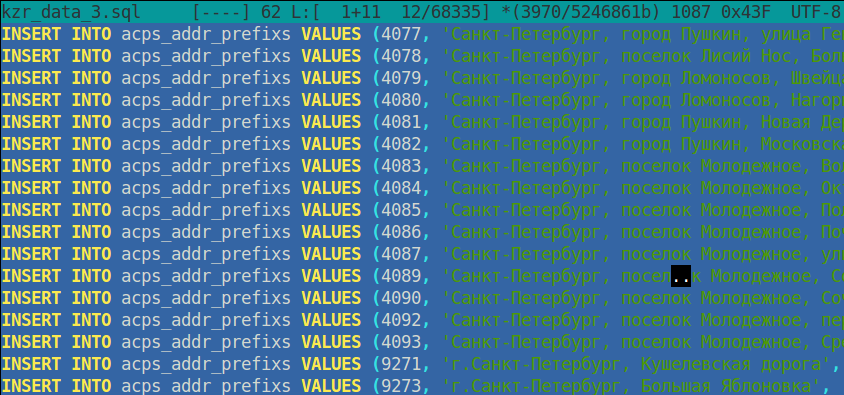 kzr_data_3.sql [----] 62 L:[ 1+11 12/68335] *(3970/5246861b) 1087 0x43F UTF-8
INSERT INTO acps_addr_prefixs VALUES (4077, 'Санкт-Петербург, город Пушкин, улица Ге
INSERT INTO acps_addr_prefixs VALUES (4078, 'Санкт-Петербург, поселок Лисий Нос, Бол
INSERT INTO acps_addr_prefixs VALUES (4079, 'Санкт-Петербург, город Ломоносов, Швейца
INSERT INTO acps_addr_prefixs VALUES (4080, 'Санкт-Петербург, город Ломоносов, Нагор
INSERT INTO acps_addr_prefixs VALUES (4081, 'Санкт-Петербург, город Пушкин, Новая Де
INSERT INTO acps_addr_prefixs VALUES (4082, 'Санкт-Петербург, город Пушкин, Московска
INSERT INTO acps_addr_prefixs VALUES (4083, 'Санкт-Петербург, поселок Молодежное, Во
INSERT INTO acps_addr_prefixs VALUES (4084, 'Санкт-Петербург, поселок Молодежное, Ок
INSERT INTO acps_addr_prefixs VALUES (4085, 'Санкт-Петербург, поселок Молодежное, По
INSERT INTO acps_addr_prefixs VALUES (4086, 'Санкт-Петербург, поселок Молодежное, По
INSERT INTO acps_addr_prefixs VALUES (4087, 'Санкт-Петербург, поселок Молодежное, ул
INSERT INTO acps_addr_prefixs VALUES (4089, 'Санкт-Петербург, посел..к Молодежное, С
INSERT INTO acps_addr_prefixs VALUES (4090, 'Санкт-Петербург, поселок Молодежное, Со
INSERT INTO acps_addr_prefixs VALUES (4092, 'Санкт-Петербург, поселок Молодежное, пе
INSERT INTO acps_addr_prefixs VALUES (4093, 'Санкт-Петербург, поселок Молодежное, Ср
INSERT INTO acps_addr_prefixs VALUES (9271, 'г.Санкт-Петербург, Кушелевская дорога',
INSERT INTO acps_addr_prefixs VALUES (9273, 'г.Санкт-Петербург, Большая Яблоновка',